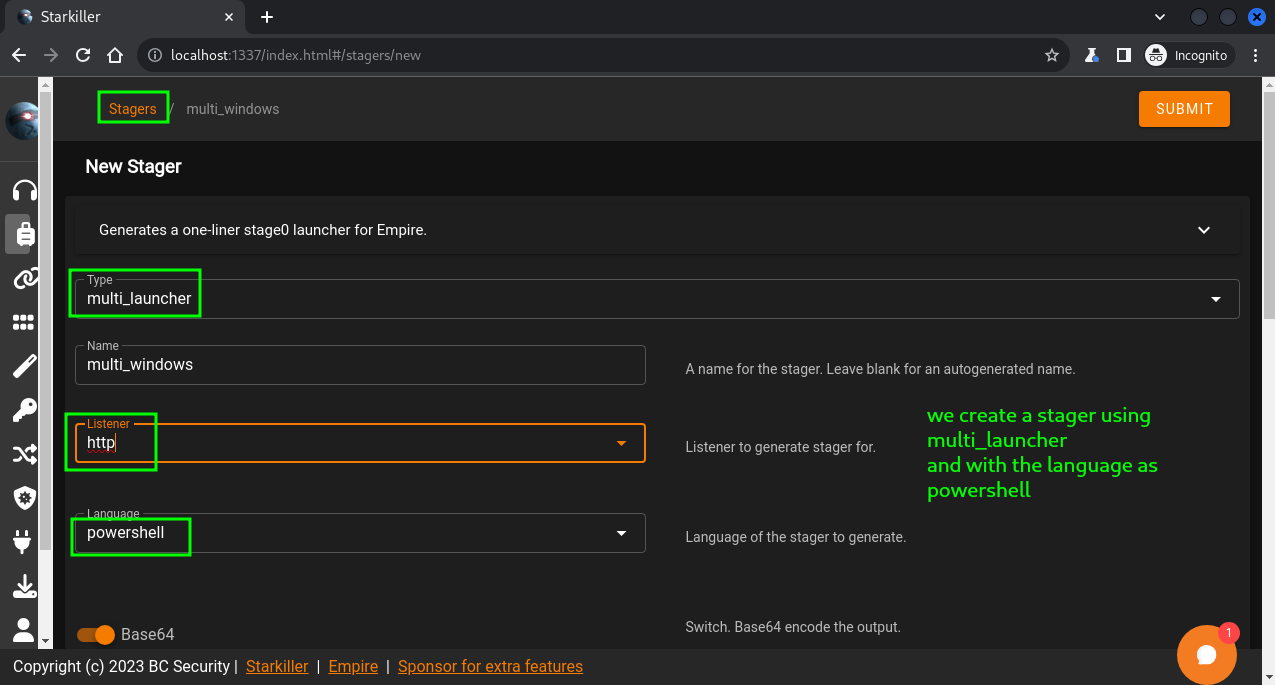 Starkiller
localhost:1337/index.html#/stagers/new
Incognito
Stagers / multi_windows
SUBMIT
New Stager
Generates a one-liner stage0 launcher for Empire.
Type
multi_launcher
Name
multi_windows
A name for the stager. Leave blank for an autogenerated name.
Listener
http
Listener to generate stager for.
we create a stager using
multi_launcher
and with the language as
powershell
Language
powershell
Language of the stager to generate.
Base64
Switch. Base64 encode the output.
1
Copyright (c) 2023 BC Security | Starkiller | Empire | Sponsor for extra features